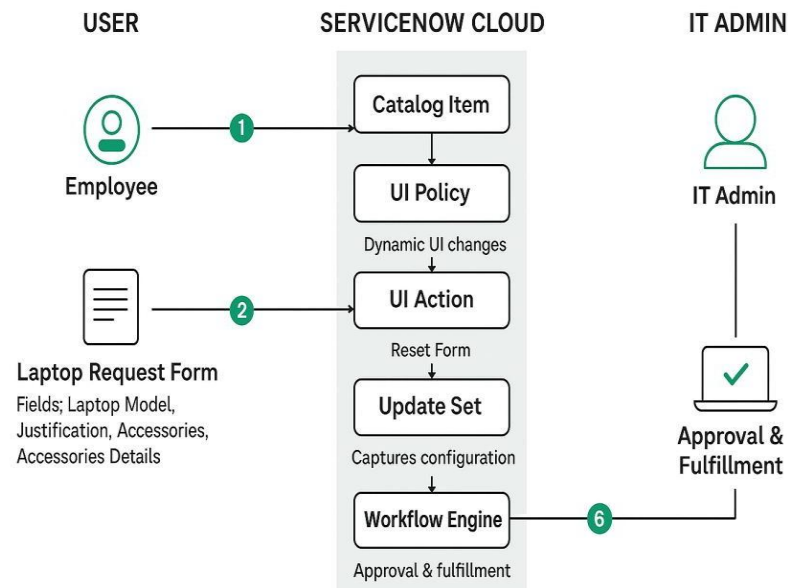 USER
SERVICENOW CLOUD
IT ADMIN
Employee
1
Catalog Item
UI Policy
Dynamic UI changes
IT Admin
2
UI Action
Reset Form
Laptop Request Form
Fields; Laptop Model,
Justification, Accessories,
Accessories Details
Update Set
Captures configuration
Workflow Engine
Approval & fulfillment
6
Approval &
Fulfillment